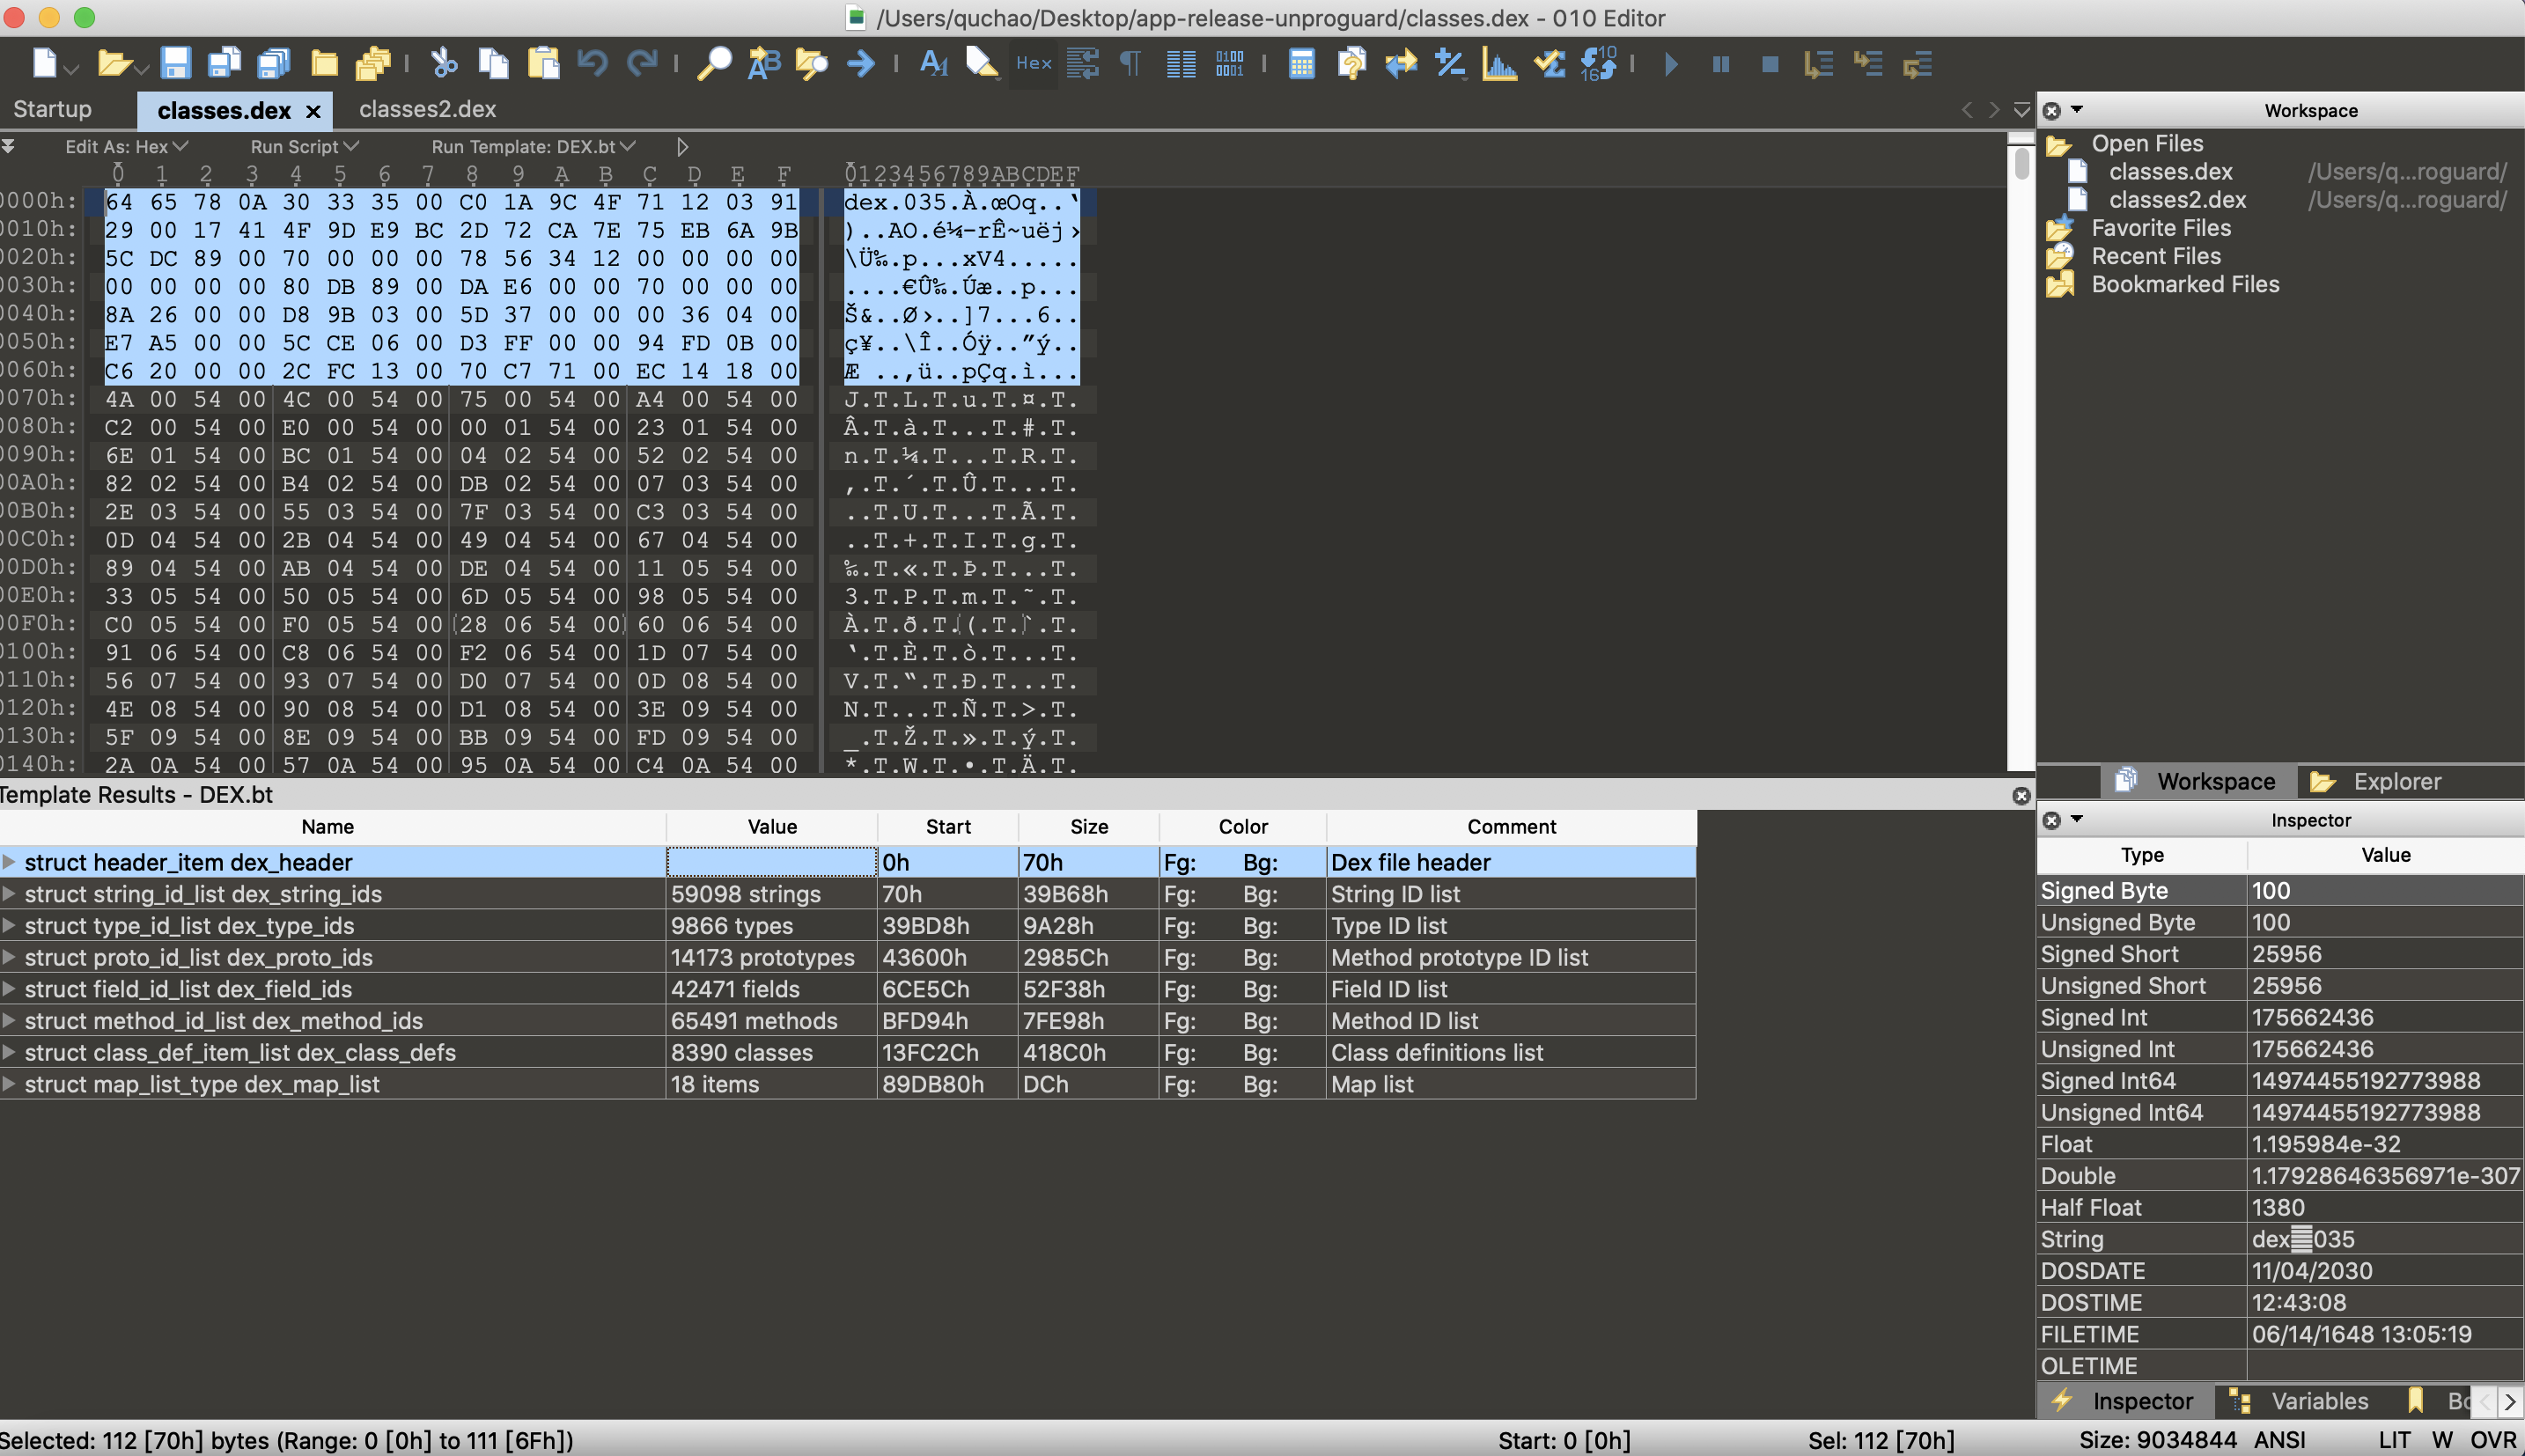 /Users/quchao/Desktop/app-release-unproguard/classes.dex - 010 Editor
Hex
Startup classes.dex classes2.dex
Edit As: Hex Run Script Run Template: DEX.bt
0 1 2 3 4 5 6 7 8 9 A B C D E F 0123456789ABCDEF
0000h: 64 65 78 0A 30 33 35 00 C0 1A 9C 4F 71 12 03 91 dex.035.À.œOq..‘
0010h: 29 00 17 41 4F 9D E9 BC 2D 72 CA 7E 75 EB 6A 9B )..AO.é¼-rÊ~uëj›
0020h: 5C DC 89 00 70 00 00 00 78 56 34 12 00 00 00 00 \Ü‰.p...xV4.....
0030h: 00 00 00 00 80 DB 89 00 DA E6 00 00 70 00 00 00 ....€Û‰.Úæ..p...
0040h: 8A 26 00 00 D8 9B 03 00 5D 37 00 00 00 36 04 00 Š&..Ø›..]7...6..
0050h: E7 A5 00 00 5C CE 06 00 D3 FF 00 00 94 FD 0B 00 ç¥..\Î..Óÿ..”ý..
0060h: C6 20 00 00 2C FC 13 00 70 C7 71 00 EC 14 18 00 Æ ..,ü..pÇq.ì...
0070h: 4A 00 54 00 4C 00 54 00 75 00 54 00 A4 00 54 00 J.T.L.T.u.T.¤.T.
0080h: C2 00 54 00 E0 00 54 00 00 01 54 00 23 01 54 00 Â.T.à.T...T.#.T.
0090h: 6E 01 54 00 BC 01 54 00 04 02 54 00 52 02 54 00 n.T.¼.T...T.R.T.
00A0h: 82 02 54 00 B4 02 54 00 DB 02 54 00 07 03 54 00 ‚.T.´.T.Û.T...T.
00B0h: 2E 03 54 00 55 03 54 00 7F 03 54 00 C3 03 54 00 ..T.U.T...T.Ã.T.
00C0h: 0D 04 54 00 2B 04 54 00 49 04 54 00 67 04 54 00 ..T.+.T.I.T.g.T.
00D0h: 89 04 54 00 AB 04 54 00 DE 04 54 00 11 05 54 00 ‰.T.«.T.Þ.T...T.
00E0h: 33 05 54 00 50 05 54 00 6D 05 54 00 98 05 54 00 3.T.P.T.m.T.˜.T.
00F0h: C0 05 54 00 F0 05 54 00 28 06 54 00 60 06 54 00 À.T.ð.T.(.T.`.T.
0100h: 91 06 54 00 C8 06 54 00 F2 06 54 00 1D 07 54 00 ‘.T.È.T.ò.T...T.
0110h: 56 07 54 00 93 07 54 00 D0 07 54 00 0D 08 54 00 V.T.“.T.Ð.T...T.
0120h: 4E 08 54 00 90 08 54 00 D1 08 54 00 3E 09 54 00 N.T...T.Ñ.T.>.T.
0130h: 5F 09 54 00 8E 09 54 00 BB 09 54 00 FD 09 54 00 _.T.Ž.T.».T.ý.T.
0140h: 2A 0A 54 00 57 0A 54 00 95 0A 54 00 C4 0A 54 00 *.T.W.T.•.T.Ä.T.
Template Results - DEX.bt
Name Value Start Size Color Comment
struct header_item dex_header 0h 70h Fg: Bg: Dex file header
struct string_id_list dex_string_ids 59098 strings 70h 39B68h Fg: Bg: String ID list
struct type_id_list dex_type_ids 9866 types 39BD8h 9A28h Fg: Bg: Type ID list
struct proto_id_list dex_proto_ids 14173 prototypes 43600h 2985Ch Fg: Bg: Method prototype ID list
struct field_id_list dex_field_ids 42471 fields 6CE5Ch 52F38h Fg: Bg: Field ID list
struct method_id_list dex_method_ids 65491 methods BFD94h 7FE98h Fg: Bg: Method ID list
struct class_def_item_list dex_class_defs 8390 classes 13FC2Ch 418C0h Fg: Bg: Class definitions list
struct map_list_type dex_map_list 18 items 89DB80h DCh Fg: Bg: Map list
Workspace
Open Files
classes.dex /Users/q...roguard/
classes2.dex /Users/q...roguard/
Favorite Files
Recent Files
Bookmarked Files
Workspace Explorer
Inspector
Type Value
Signed Byte 100
Unsigned Byte 100
Signed Short 25956
Unsigned Short 25956
Signed Int 175662436
Unsigned Int 175662436
Signed Int64 14974455192773988
Unsigned Int64 14974455192773988
Float 1.195984e-32
Double 1.17928646356971e-307
Half Float 1380
String dex 035
DOSDATE 11/04/2030
DOSTIME 12:43:08
FILETIME 06/14/1648 13:05:19
OLETIME
Inspector Variables
Selected: 112 [70h] bytes (Range: 0 [0h] to 111 [6Fh]) Start: 0 [0h] Sel: 112 [70h] Size: 9034844 ANSI LIT W OVR